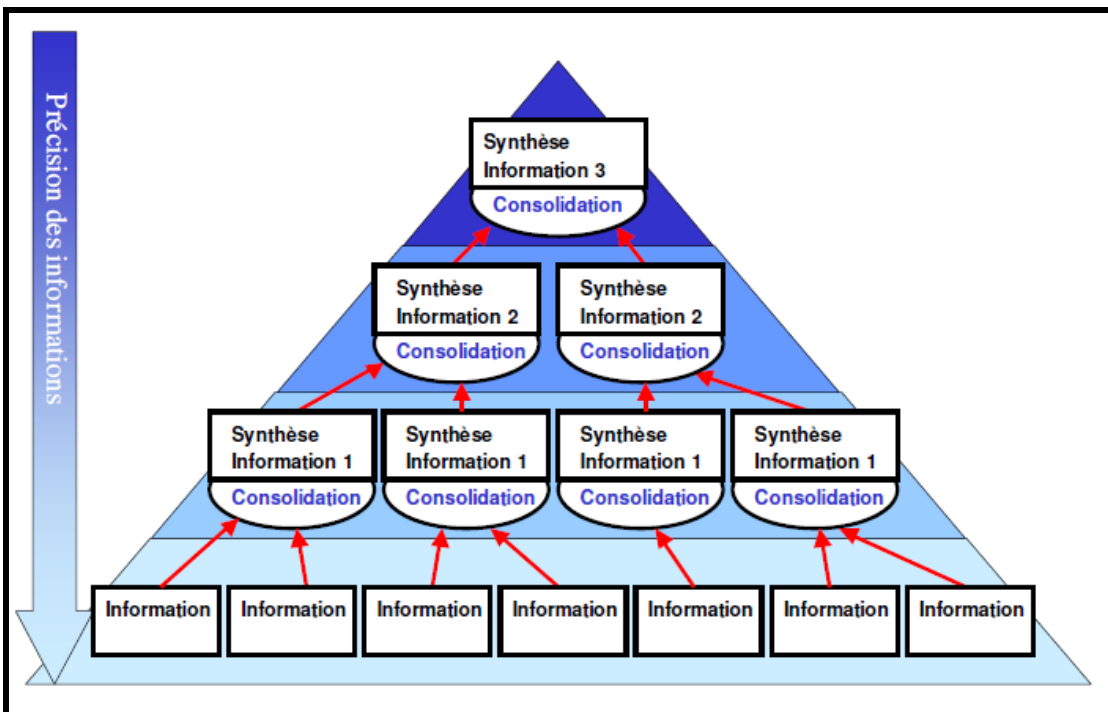 Précision des informations
Synthèse
Information 3
Consolidation
Synthèse
Information 2
Consolidation
Synthèse
Information 2
Consolidation
Synthèse
Information 1
Consolidation
Synthèse
Information 1
Consolidation
Synthèse
Information 1
Consolidation
Synthèse
Information 1
Consolidation
Information
Information
Information
Information
Information
Information
Information